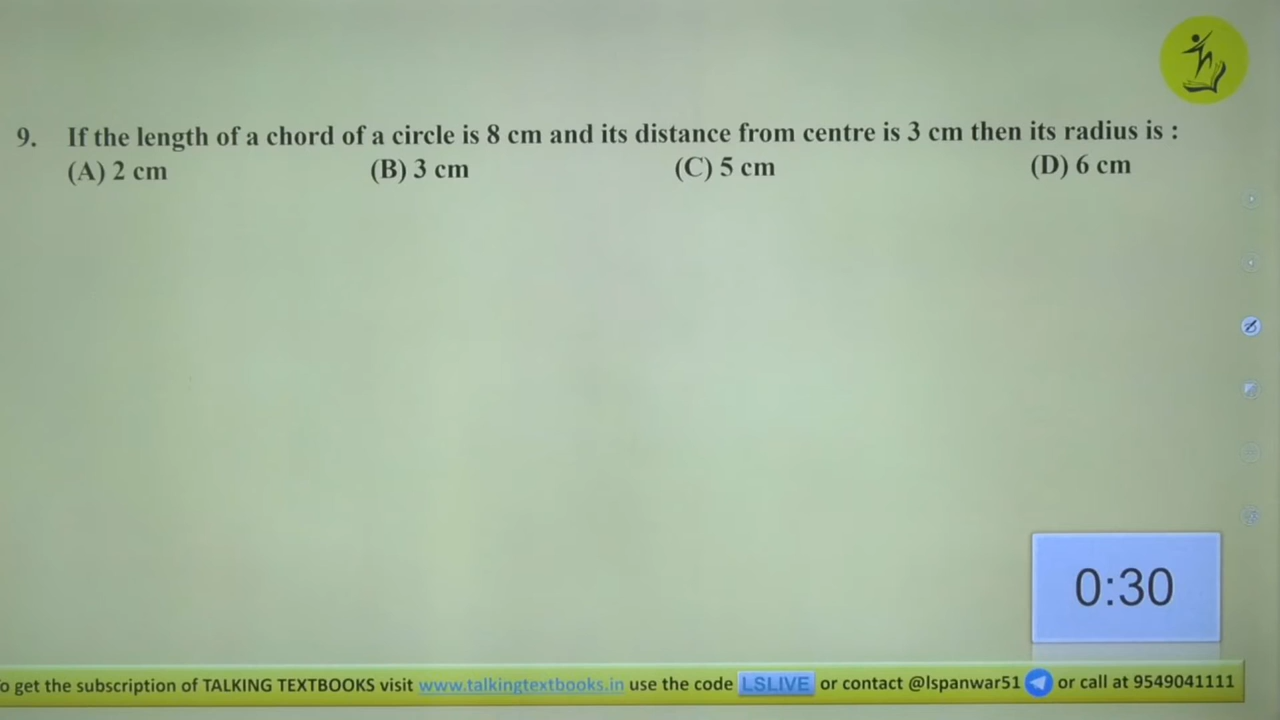 9. If the length of a chord of a circle is 8 cm and its distance from centre is 3 cm then its radius is :
(A) 2 cm (B) 3 cm (C) 5 cm (D) 6 cm
0:30
o get the subscription of TALKING TEXTBOOKS visit www.talkingtextbooks.in use the code LSLIVE or contact @lspanwar51 or call at 9549041111